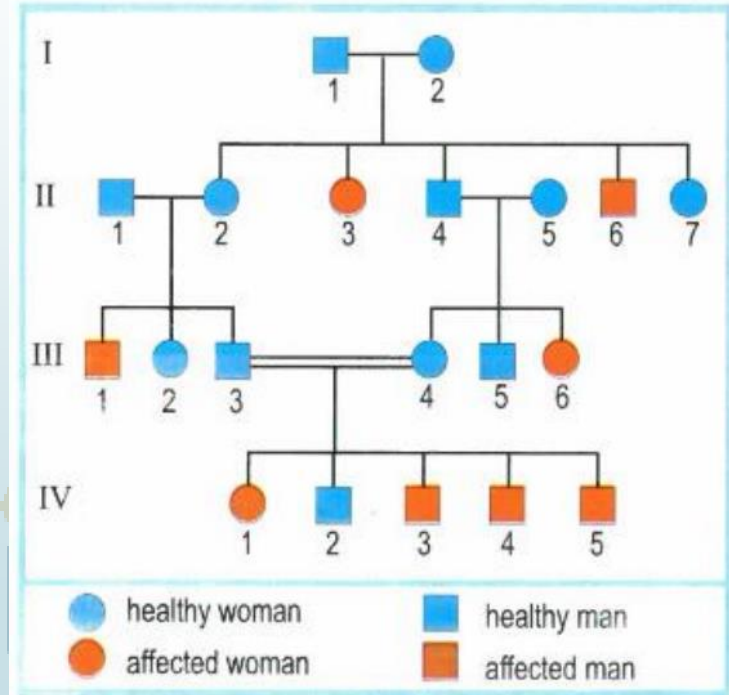 I
1 2
II
1 2 3 4 5 6 7
III
1 2 3 4 5 6
IV
1 2 3 4 5
healthy woman healthy man
affected woman affected man